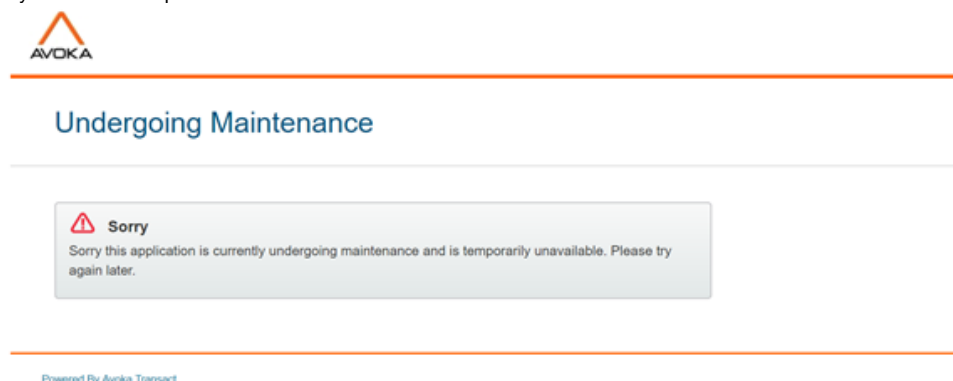 AVOKA
Undergoing Maintenance
Sorry
Sorry this application is currently undergoing maintenance and is temporarily unavailable. Please try
again later.
Powered By Avoka Transact